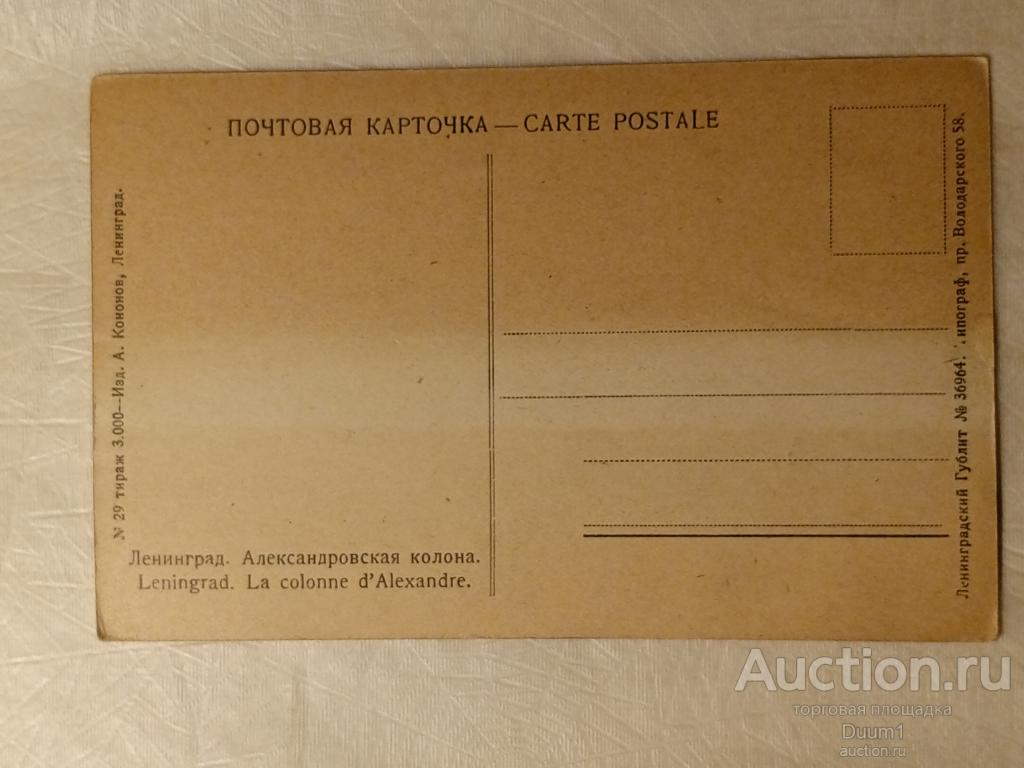 ПОЧТОВАЯ КАРТОЧКА — CARTE POSTALE
№ 29 тираж 3.000—Изд. А. Кононов, Ленинград.
Ленинград. Александровская колона.
Leningrad. La colonne d'Alexandre.
Ленинградский Гублит № 36964. ипограф, пр. Володарского 58.
Auction.ru
торговая площадка
Duum1
auction.ru